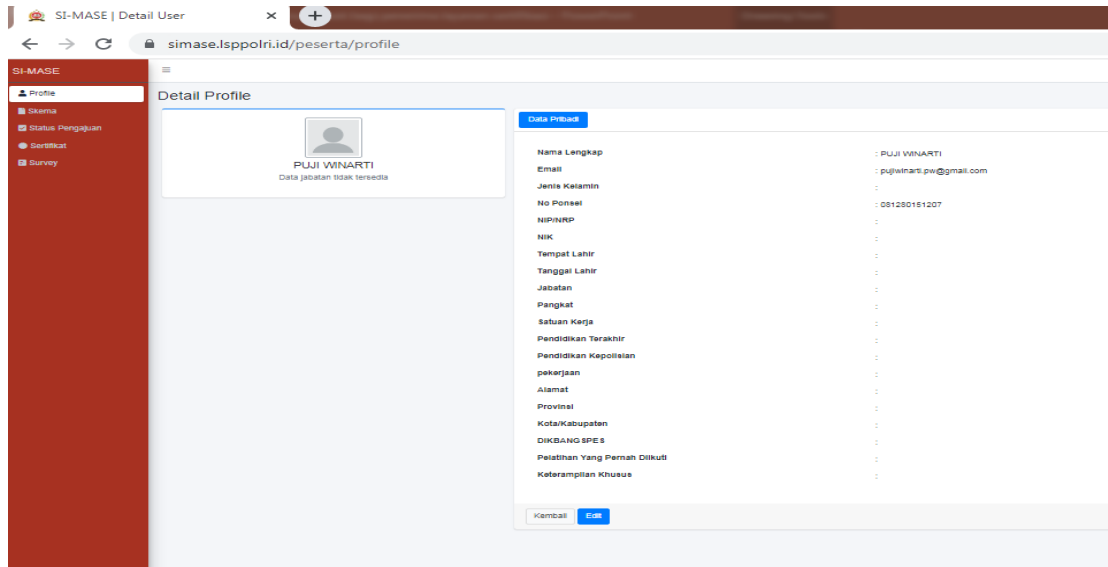 SI-MASE | Detail User
simase.lsppolri.id/peserta/profile
SI-MASE
Profile
Skema
Status Pengajuan
Sertifikat
Survey
Detail Profile
PUJI WINARTI
Data jabatan tidak tersedia
Data Pribadi
Nama Lengkap : PUJI WINARTI
Email : pujiwinarti.pw@gmail.com
Jenis Kelamin :
No Ponsel : 081280151207
NIP/NRP :
NIK :
Tempat Lahir :
Tanggal Lahir :
Jabatan :
Pangkat :
Satuan Kerja :
Pendidikan Terakhir :
Pendidikan Kepolisian :
pekerjaan :
Alamat :
Provinsi :
Kota/Kabupaten :
DIKBANGSPES :
Pelatihan Yang Pernah Diikuti :
Keterampilan Khusus :
Kembali Edit